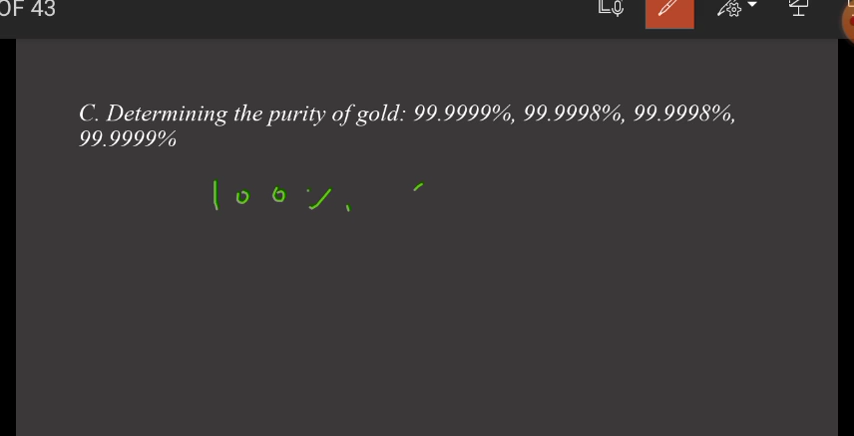 OF 43
C. Determining the purity of gold: 99.9999%, 99.9998%, 99.9998%,
99.9999%
100%.